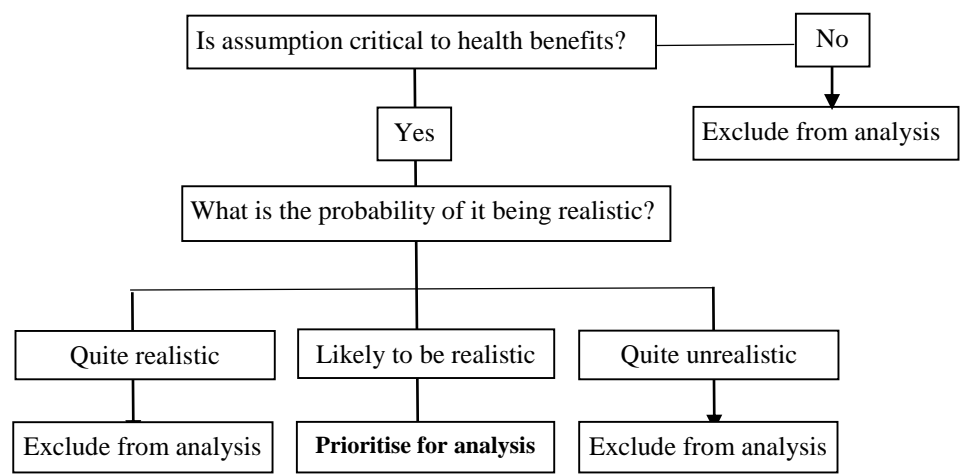 Is assumption critical to health benefits?
No
Yes
Exclude from analysis
What is the probability of it being realistic?
Quite realistic
Likely to be realistic
Quite unrealistic
Exclude from analysis
Prioritise for analysis
Exclude from analysis